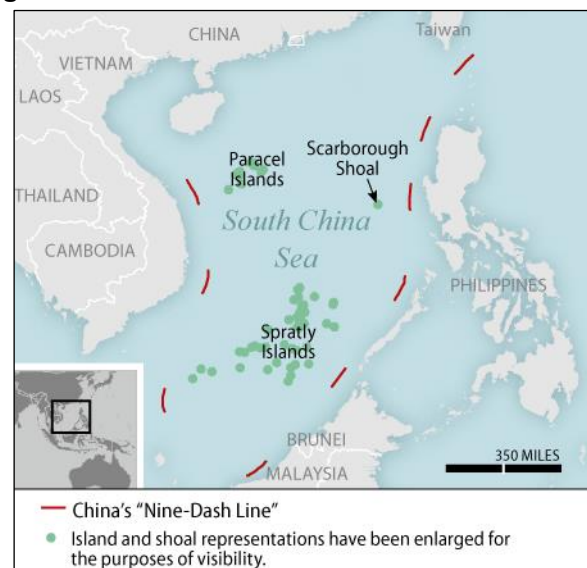 CHINA
Taiwan
VIETNAM
LAOS
Paracel
Islands
Scarborough
Shoal
THAILAND
South China
Sea
CAMBODIA
PHILIPPINES
Spratly
Islands
BRUNEI
MALAYSIA
350 MILES
China's "Nine-Dash Line"
Island and shoal representations have been enlarged for
the purposes of visibility.